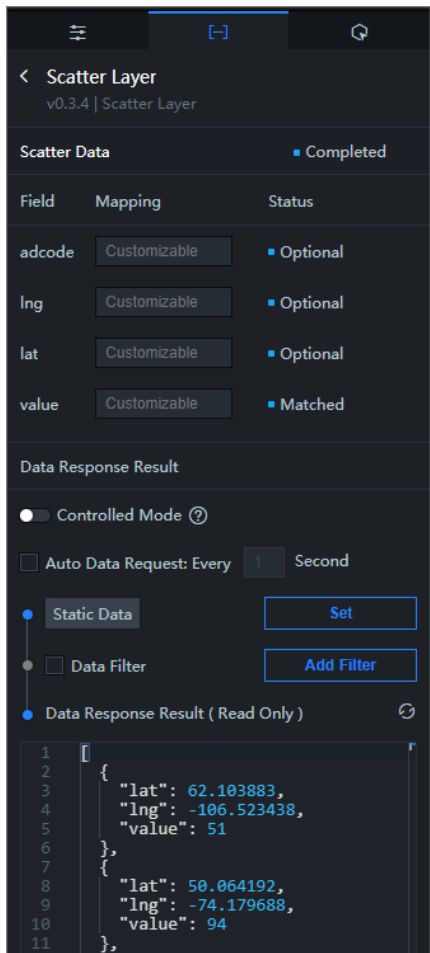 Scatter Layer
v0.3.4 | Scatter Layer
Scatter Data Completed
Field Mapping Status
adcode Customizable Optional
lng Customizable Optional
lat Customizable Optional
value Customizable Matched
Data Response Result
Controlled Mode ?
Auto Data Request: Every 1 Second
Static Data Set
Data Filter Add Filter
Data Response Result ( Read Only )
1 [
2 {
3 "lat": 62.103883,
4 "lng": -106.523438,
5 "value": 51
6 },
7 {
8 "lat": 50.064192,
9 "lng": -74.179688,
10 "value": 94
11 },